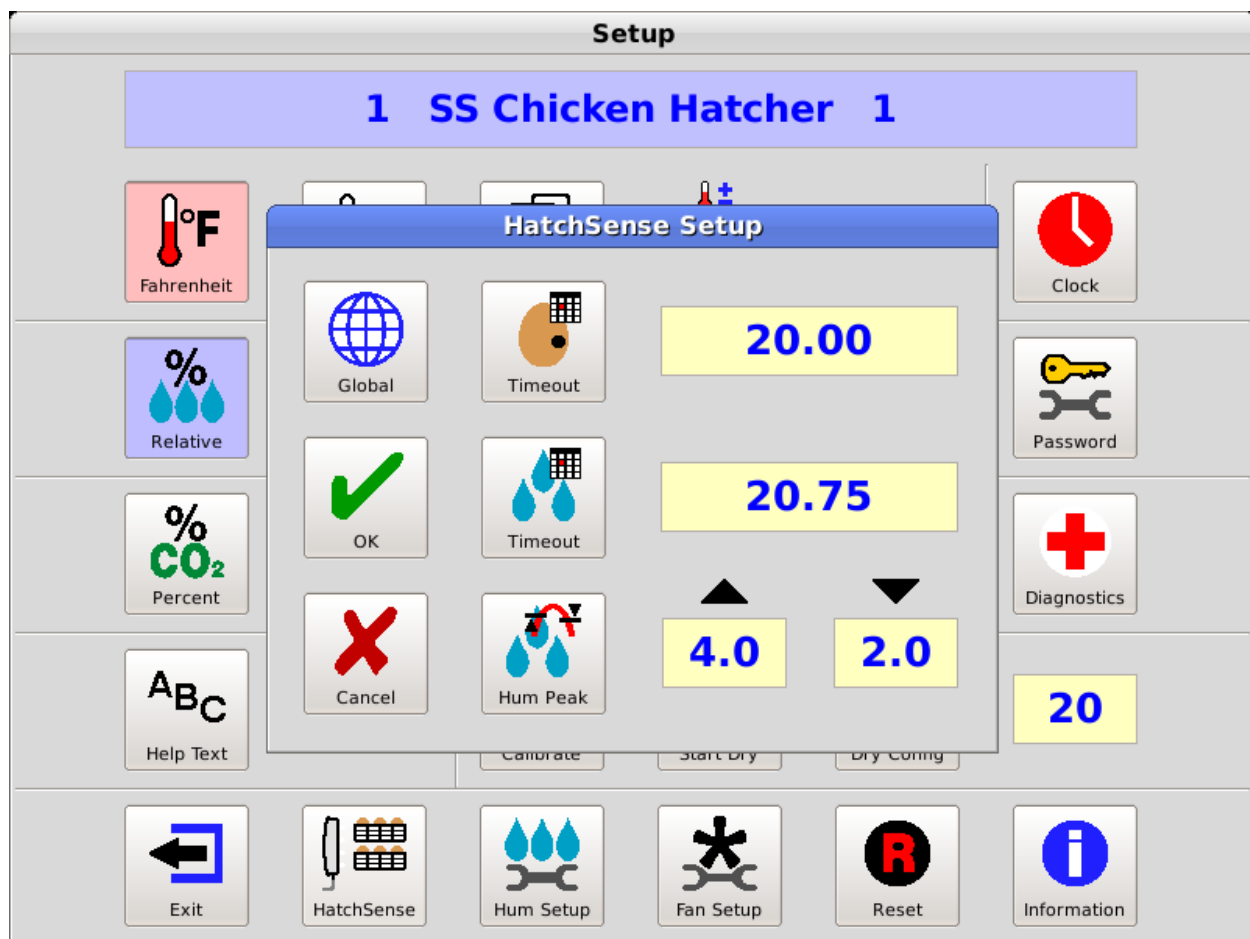 Setup
1 SS Chicken Hatcher 1
°F
Fahrenheit
Clock
HatchSense Setup
Global
Timeout
20.00
%
Relative
Password
OK
Timeout
20.75
%
CO₂
Percent
Diagnostics
Cancel
Hum Peak
4.0
2.0
ABC
Help Text
20
Calibrate
Start Dry
Dry Config
Exit
HatchSense
Hum Setup
Fan Setup
R
Reset
i
Information